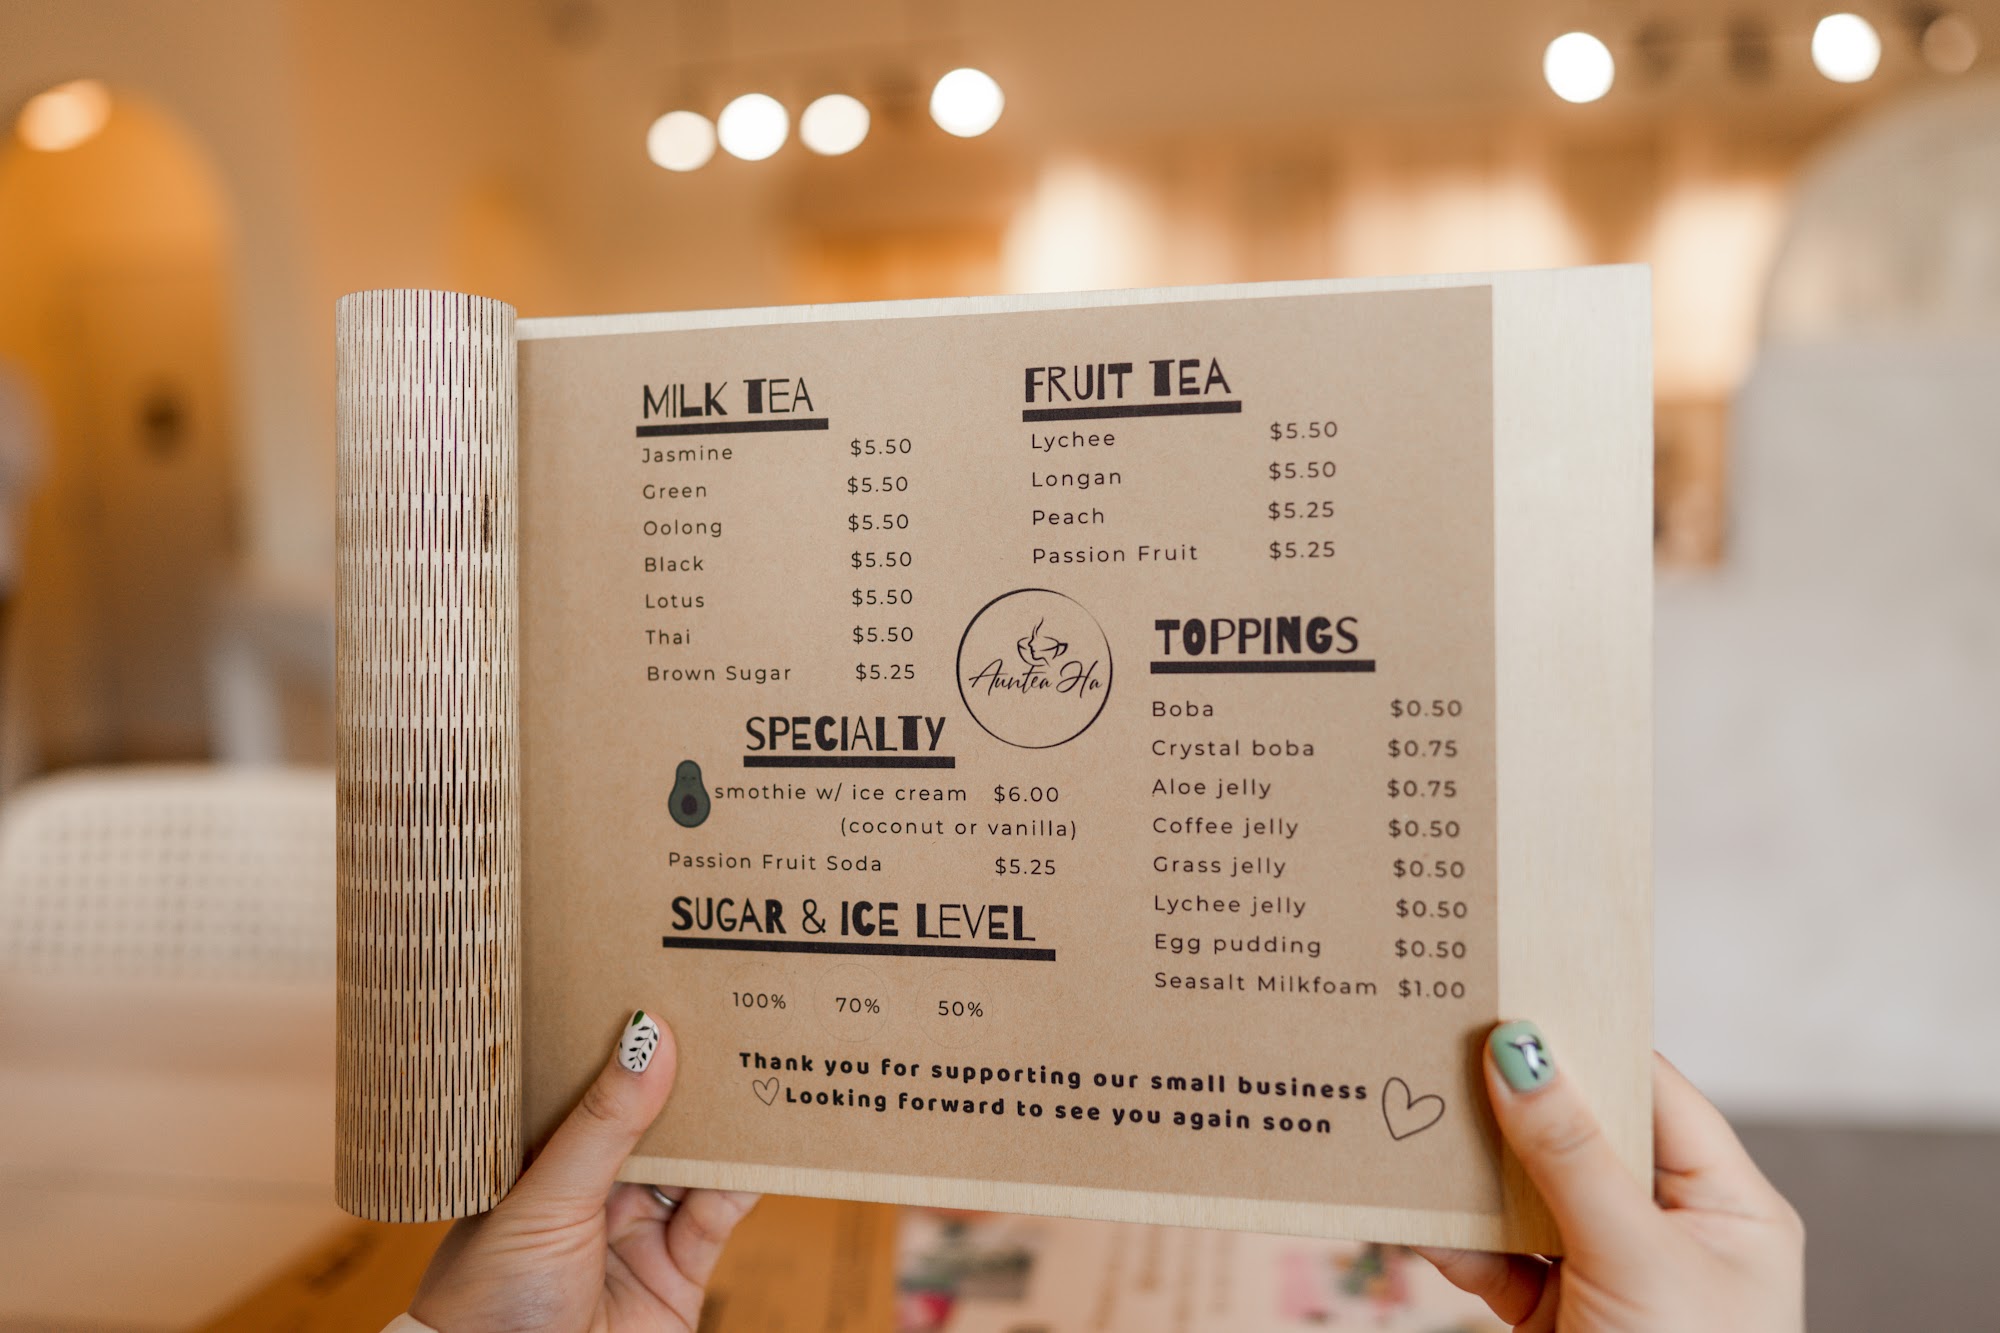 MILK TEA
Jasmine $5.50
Green $5.50
Oolong $5.50
Black $5.50
Lotus $5.50
Thai $5.50
Brown Sugar $5.25
SPECIALTY
smothie w/ ice cream $6.00
(coconut or vanilla)
Passion Fruit Soda $5.25
SUGAR & ICE LEVEL
100% 70% 50%
FRUIT TEA
Lychee $5.50
Longan $5.50
Peach $5.25
Passion Fruit $5.25
Auntea Ha
TOPPINGS
Boba $0.50
Crystal boba $0.75
Aloe jelly $0.75
Coffee jelly $0.50
Grass jelly $0.50
Lychee jelly $0.50
Egg pudding $0.50
Seasalt Milkfoam $1.00
Thank you for supporting our small business
Looking forward to see you again soon